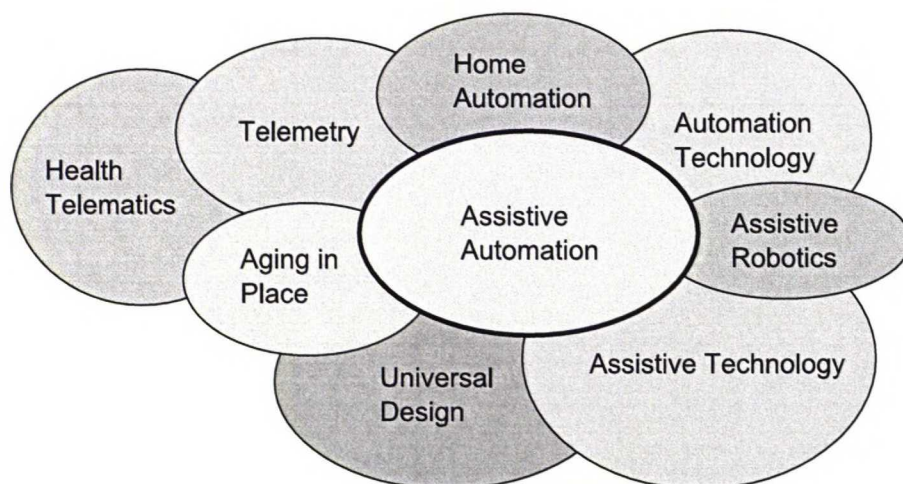 Home
Automation
Telemetry
Automation
Technology
Health
Telematics
Assistive
Automation
Assistive
Robotics
Aging in
Place
Universal
Design
Assistive Technology